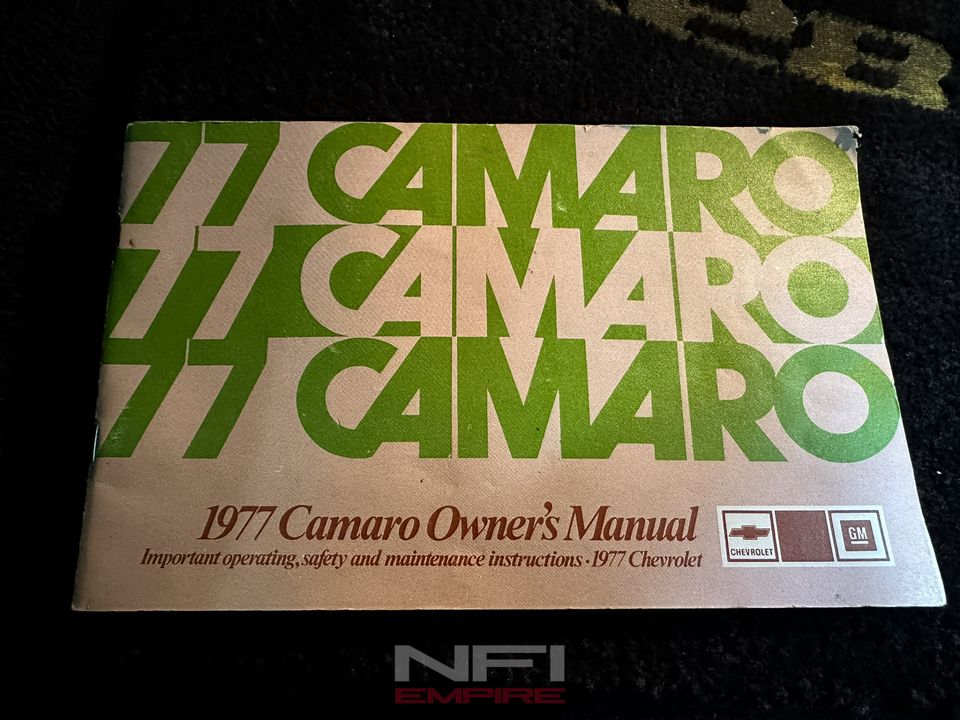 77 CAMARO
77 CAMARO
77 CAMARO
1977 Camaro Owner's Manual
Important operating, safety and maintenance instructions · 1977 Chevrolet
CHEVROLET
GM
NFI
EMPIRE